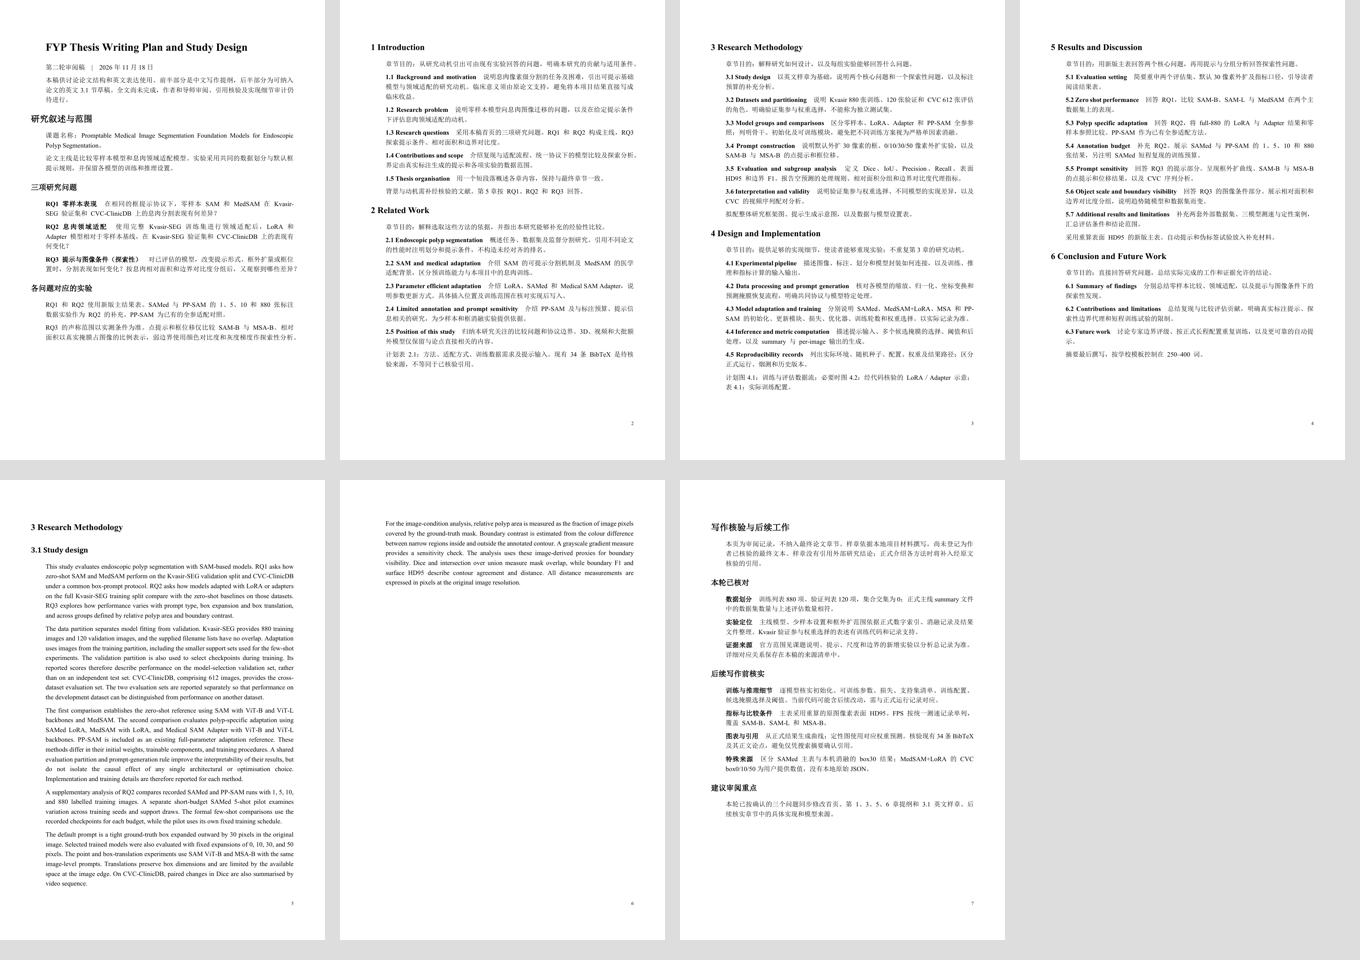 FYP Thesis Writing Plan and Study Design
第二轮审阅稿 | 2026 年 11 月 18 日
本稿供讨论论文结构和英文表达使用。前半部分是中文写作提纲，后半部分为可纳入
论文的英文 3.1 节草稿。全文尚未完成，作者和导师审阅、引用核验及实现细节审计仍
待进行。
研究叙述与范围
课题名称：Promptable Medical Image Segmentation Foundation Models for Endoscopic
Polyp Segmentation。
论文主线是比较零样本模型和息肉领域适配模型。实验采用共同的数据划分与默认框
提示规则，并保留各模型的训练和推理设置。
三项研究问题
RQ1 零样本表现 在相同的框提示协议下，零样本 SAM 和 MedSAM 在 Kvasir-
SEG 验证集和 CVC-ClinicDB 上的息肉分割表现有何差异？
RQ2 息肉领域适配 使用完整 Kvasir-SEG 训练集进行领域适配后，LoRA 和
Adapter 模型相对于零样本基线，在 Kvasir-SEG 验证集和 CVC-ClinicDB 上的表现有
何变化？
RQ3 提示与图像条件（探索性） 对已评估的模型，改变提示形式、框外扩或框位
置时，分割表现如何变化？按息肉相对面积和边界对比度分组后，又观察到哪些差异？
各问题对应的实验
RQ1 和 RQ2 使用新版主结果表。SAMed 与 PP-SAM 的 1、5、10 和 880 张标注
数据实验作为 RQ2 的补充。PP-SAM 为已有的全参适配对照。
RQ3 的声称范围以实测条件为准。点提示和框位移仅比较 SAM-B 与 MSA-B。相对
面积以真实掩膜占图像的比例表示，弱边界使用颜色对比度和灰度梯度作探索性分析。
1 Introduction
章节目的：从研究动机引出可由现有实验回答的问题，明确本研究的贡献与适用条件。
1.1 Background and motivation 说明息肉像素级分割的任务及困难，引出可提示基础
模型与领域适配的研究动机。临床意义须由原论文支持，避免将本项目结果直接写成
临床收益。
1.2 Research problem 说明零样本模型向息肉图像迁移的问题，以及在给定提示条件
下评估息肉领域适配的动机。
1.3 Research questions 采用本稿首页的三项研究问题。RQ1 和 RQ2 构成主线，RQ3
探索提示条件、相对面积和边界对比度。
1.4 Contributions and scope 介绍复现与适配流程、统一协议下的模型比较及探索分析。
界定由真实标注生成的提示和各项实验的数据范围。
1.5 Thesis organisation 用一个短段落概述各章内容，保持与最终章节一致。
背景与动机需补经核验的文献。第 5 章按 RQ1、RQ2 和 RQ3 回答。
2 Related Work
章节目的：解释选取这些方法的依据，并指出本研究能够补充的经验性比较。
2.1 Endoscopic polyp segmentation 概述任务、数据集及监督分割研究。引用不同论文
的性能时注明划分和提示条件，不构造未经对齐的排名。
2.2 SAM and medical adaptation 介绍 SAM 的可提示分割机制及 MedSAM 的医学
适配背景，区分预训练能力与本项目中的息肉训练。
2.3 Parameter efficient adaptation 介绍 LoRA、SAMed 和 Medical SAM Adapter，说
明参数更新方式。具体插入位置及训练范围在核对实现后写入。
2.4 Limited annotation and prompt sensitivity 介绍 PP-SAM 及与标注预算、提示信
息相关的研究，为少样本和框消融实验提供依据。
2.5 Position of this study 归纳本研究关注的比较问题和协议边界。3D、视频和大批额
外模型仅保留与论点直接相关的内容。
计划表 2.1：方法、适配方式、训练数据需求及提示输入。现有 34 条 BibTeX 是待核
验来源，不等同于已核验引用。
2
3 Research Methodology
章节目的：解释研究如何设计，以及每组实验能够回答什么问题。
3.1 Study design 以英文样章为基础，说明两个核心问题和一个探索性问题，以及标注
预算的补充分析。
3.2 Datasets and partitioning 说明 Kvasir 880 张训练、120 张验证和 CVC 612 张评估
的角色，明确验证集参与权重选择，不能称为独立测试集。
3.3 Model groups and comparisons 区分零样本、LoRA、Adapter 和 PP-SAM 全参参
照；列明骨干、初始化及可训练模块，避免把不同训练方案视为严格单因素消融。
3.4 Prompt construction 说明默认外扩 30 像素的框、0/10/30/50 像素外扩实验，以及
SAM-B 与 MSA-B 的点提示和框位移。
3.5 Evaluation and subgroup analysis 定义 Dice、IoU、Precision、Recall、表面
HD95 和边界 F1，报告空预测的处理规则，相对面积分组和边界对比度代理指标。
3.6 Interpretation and validity 说明验证集参与权重选择、不同模型的实现差异，以及
CVC 的视频序列配对分析。
拟配整体研究框架图、提示生成示意图，以及数据与模型设置表。
4 Design and Implementation
章节目的：提供足够的实现细节，使读者能够重现实验；不重复第 3 章的研究动机。
4.1 Experimental pipeline 描述图像、标注、划分和模型封装如何连接，以及训练、推
理和指标计算的输入输出。
4.2 Data processing and prompt generation 核对各模型的缩放、归一化、坐标变换和
预测掩膜恢复流程，明确共同协议与模型特定处理。
4.3 Model adaptation and training 分别说明 SAMed、MedSAM+LoRA、MSA 和 PP-
SAM 的初始化、更新模块、损失、优化器、训练轮数和权重选择，以实际记录为准。
4.4 Inference and metric computation 描述提示输入、多个候选掩膜的选择、阈值和后
处理，以及 summary 与 per-image 输出的生成。
4.5 Reproducibility records 列出实际环境、随机种子、配置、权重及结果路径；区分
正式运行、烟测和历史版本。
计划图 4.1：训练与评估数据流；必要时图 4.2：经代码核验的 LoRA / Adapter 示意；
表 4.1：实际训练配置。
3
5 Results and Discussion
章节目的：用新版主表回答两个核心问题，再用提示与分组分析回答探索性问题。
5.1 Evaluation setting 简要重申两个评估集、默认 30 像素外扩及指标口径，引导读者
阅读结果表。
5.2 Zero shot performance 回答 RQ1，比较 SAM-B、SAM-L 与 MedSAM 在两个主
数据集上的表现。
5.3 Polyp specific adaptation 回答 RQ2，将 full-880 的 LoRA 与 Adapter 结果和零
样本参照比较。PP-SAM 作为已有全参适配方法。
5.4 Annotation budget 补充 RQ2，展示 SAMed 与 PP-SAM 的 1、5、10 和 880
张结果，另注明 SAMed 短程复现的训练预算。
5.5 Prompt sensitivity 回答 RQ3 的提示部分，呈现框外扩曲线、SAM-B 与 MSA-B
的点提示和位移结果，以及 CVC 序列分析。
5.6 Object scale and boundary visibility 回答 RQ3 的图像条件部分，展示相对面积和
边界对比度分组，说明趋势随模型和数据集而变。
5.7 Additional results and limitations 补充两套外部数据集、三模型测速与定性案例，
汇总评估条件和结论范围。
采用重算表面 HD95 的新版主表。自动提示和伪标签试验放入补充材料。
6 Conclusion and Future Work
章节目的：直接回答研究问题，总结实际完成的工作和证据允许的结论。
6.1 Summary of findings 分别总结零样本比较、领域适配，以及提示与图像条件下的
探索性发现。
6.2 Contributions and limitations 总结复现与比较评估的贡献，明确真实标注提示、探
索性边界代理和短程训练试验的范围。
6.3 Future work 讨论专家边界评级、按正式长程配置重复训练，以及更可靠的自动提
示。
摘要最后撰写，按学校模板控制在 250–400 词。
4
3 Research Methodology
3.1 Study design
This study evaluates endoscopic polyp segmentation with SAM-based models. RQ1 asks how
zero-shot SAM and MedSAM perform on the Kvasir-SEG validation split and CVC-ClinicDB
under a common box-prompt protocol. RQ2 asks how models adapted with LoRA or adapters
on the full Kvasir-SEG training split compare with the zero-shot baselines on those datasets.
RQ3 explores how performance varies with prompt type, box expansion and box translation,
and across groups defined by relative polyp area and boundary contrast.
The data partition separates model fitting from validation. Kvasir-SEG provides 880 training
images and 120 validation images, and the supplied filename lists have no overlap. Adaptation
uses images from the training partition, including the smaller support sets used for the few-shot
experiments. The validation partition is also used to select checkpoints during training. Its
reported scores therefore describe performance on the model-selection validation set, rather
than on an independent test set. CVC-ClinicDB, comprising 612 images, provides the cross-
dataset evaluation set. The two evaluation sets are reported separately so that performance on
the development dataset can be distinguished from performance on another dataset.
The first comparison establishes the zero-shot reference using SAM with ViT-B and ViT-L
backbones and MedSAM. The second comparison evaluates polyp-specific adaptation using
SAMed LoRA, MedSAM with LoRA, and Medical SAM Adapter with ViT-B and ViT-L
backbones. PP-SAM is included as an existing full-parameter adaptation reference. These
methods differ in their initial weights, trainable components, and training procedures. A shared
evaluation partition and prompt-generation rule improve the interpretability of their results, but
do not isolate the causal effect of any single architectural or optimisation choice.
Implementation and training details are therefore reported for each method.
A supplementary analysis of RQ2 compares recorded SAMed and PP-SAM runs with 1, 5, 10,
and 880 labelled training images. A separate short-budget SAMed 5-shot pilot examines
variation across training seeds and support draws. The formal few-shot comparisons use the
recorded checkpoints for each budget, while the pilot uses its own fixed training schedule.
The default prompt is a tight ground-truth box expanded outward by 30 pixels in the original
image. Selected trained models were also evaluated with fixed expansions of 0, 10, 30, and 50
pixels. The point and box-translation experiments use SAM ViT-B and MSA-B with the same
image-level prompts. Translations preserve box dimensions and are limited by the available
space at the image edge. On CVC-ClinicDB, paired changes in Dice are also summarised by
video sequence.
5
For the image-condition analysis, relative polyp area is measured as the fraction of image pixels
covered by the ground-truth mask. Boundary contrast is estimated from the colour difference
between narrow regions inside and outside the annotated contour. A grayscale gradient measure
provides a sensitivity check. The analysis uses these image-derived proxies for boundary
visibility. Dice and intersection over union measure mask overlap, while boundary F1 and
surface HD95 describe contour agreement and distance. All distance measurements are
expressed in pixels at the original image resolution.
6
写作核验与后续工作
本页为审阅记录，不纳入最终论文章节。样章依据本地项目材料撰写，尚未登记为作
者已核验的最终文本。样章没有引用外部研究结论；正式介绍各方法时需补入经原文
核验的引用。
本轮已核对
数据划分 训练列表 880 项、验证列表 120 项，集合交集为 0；正式主线 summary 文件
中的数据集数量与上述评估数量相符。
实验定位 主线模型、少样本设置和框外扩范围依据正式数字索引、消融记录及结果
文件整理。Kvasir 验证参与权重选择的表述有训练代码和记录支持。
证据来源 官方范围见课题说明。提示、尺度和边界的新增实验以分析总记录为准。
详细对应关系保存在本稿的来源清单中。
后续写作前核实
训练与推理细节 逐模型核实初始化、可训练参数、损失、支持集清单、训练配置、
候选掩膜选择及阈值。当前代码可能含后续改动，需与正式运行记录对应。
指标与比较条件 主表采用重算的原图像素表面 HD95。FPS 按统一测速记录单列，
覆盖 SAM-B、SAM-L 和 MSA-B。
图表与引用 从正式结果生成曲线；定性图使用对应权重预测。核验现有 34 条 BibTeX
及其正文论点，避免仅凭搜索摘要确认引用。
特殊来源 区分 SAMed 主表与本机消融的 box30 结果；MedSAM+LoRA 的 CVC
box0/10/50 为用户提供数值，没有本地原始 JSON。
建议审阅重点
本轮已按确认的三个问题同步修改首页、第 1、3、5、6 章提纲和 3.1 英文样章。后
续核实章节中的具体实现和模型来源。
7